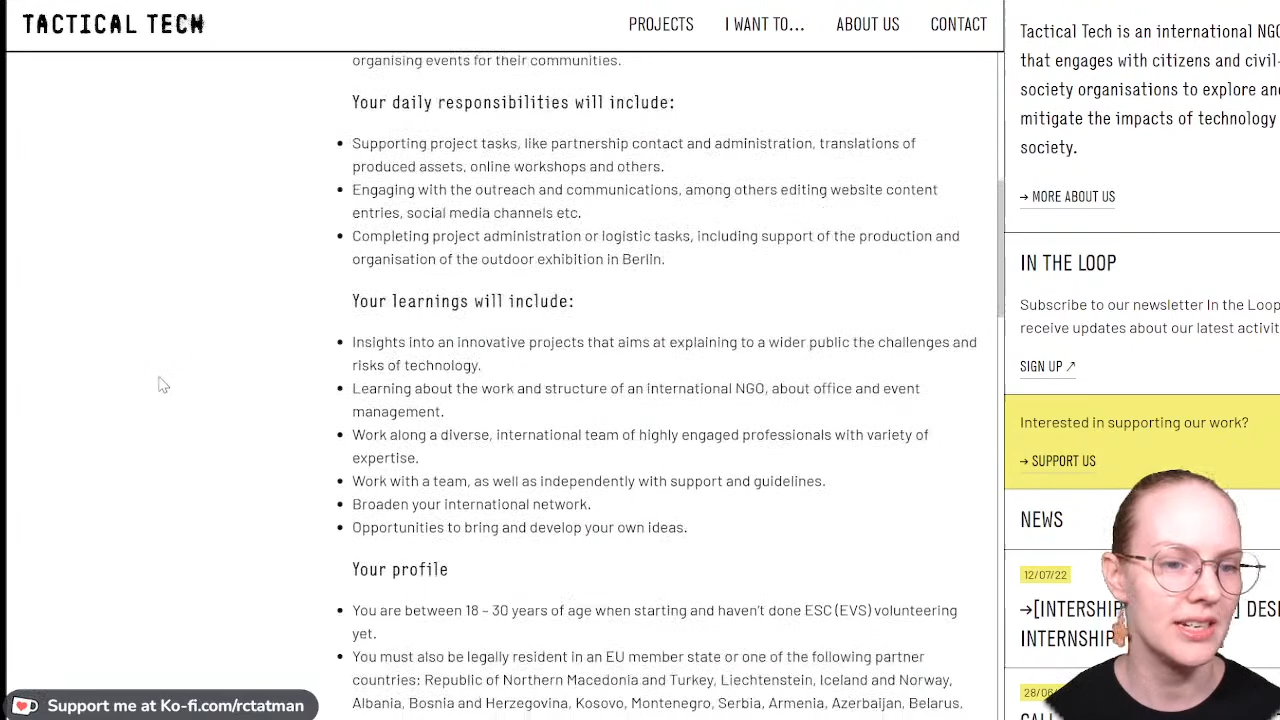 TACTICAL TECH
PROJECTS
I WANT TO...
ABOUT US
CONTACT
organising events for their communities.
Your daily responsibilities will include:
Supporting project tasks, like partnership contact and administration, translations of
produced assets, online workshops and others.
Engaging with the outreach and communications, among others editing website content
entries, social media channels etc.
Completing project administration or logistic tasks, including support of the production and
organisation of the outdoor exhibition in Berlin.
Your learnings will include:
Insights into an innovative projects that aims at explaining to a wider public the challenges and
risks of technology.
Learning about the work and structure of an international NGO, about office and event
management.
Work along a diverse, international team of highly engaged professionals with variety of
expertise.
Work with a team, as well as independently with support and guidelines.
Broaden your international network.
Opportunities to bring and develop your own ideas.
Your profile
You are between 18 – 30 years of age when starting and haven't done ESC (EVS) volunteering
yet.
You must also be legally resident in an EU member state or one of the following partner
countries: Republic of Northern Macedonia and Turkey, Liechtenstein, Iceland and Norway,
Albania, Bosnia and Herzegovina, Kosovo, Montenegro, Serbia, Armenia, Azerbaijan, Belarus,
Tactical Tech is an international NGO
that engages with citizens and civil-
society organisations to explore and
mitigate the impacts of technology
society.
→ MORE ABOUT US
IN THE LOOP
Subscribe to our newsletter In the Loop
receive updates about our latest activit
SIGN UP ↗
Interested in supporting our work?
→ SUPPORT US
NEWS
12/07/22
→[INTERSHIP
] DES
INTERNSHIP
28/06
Support me at Ko-fi.com/rctatman